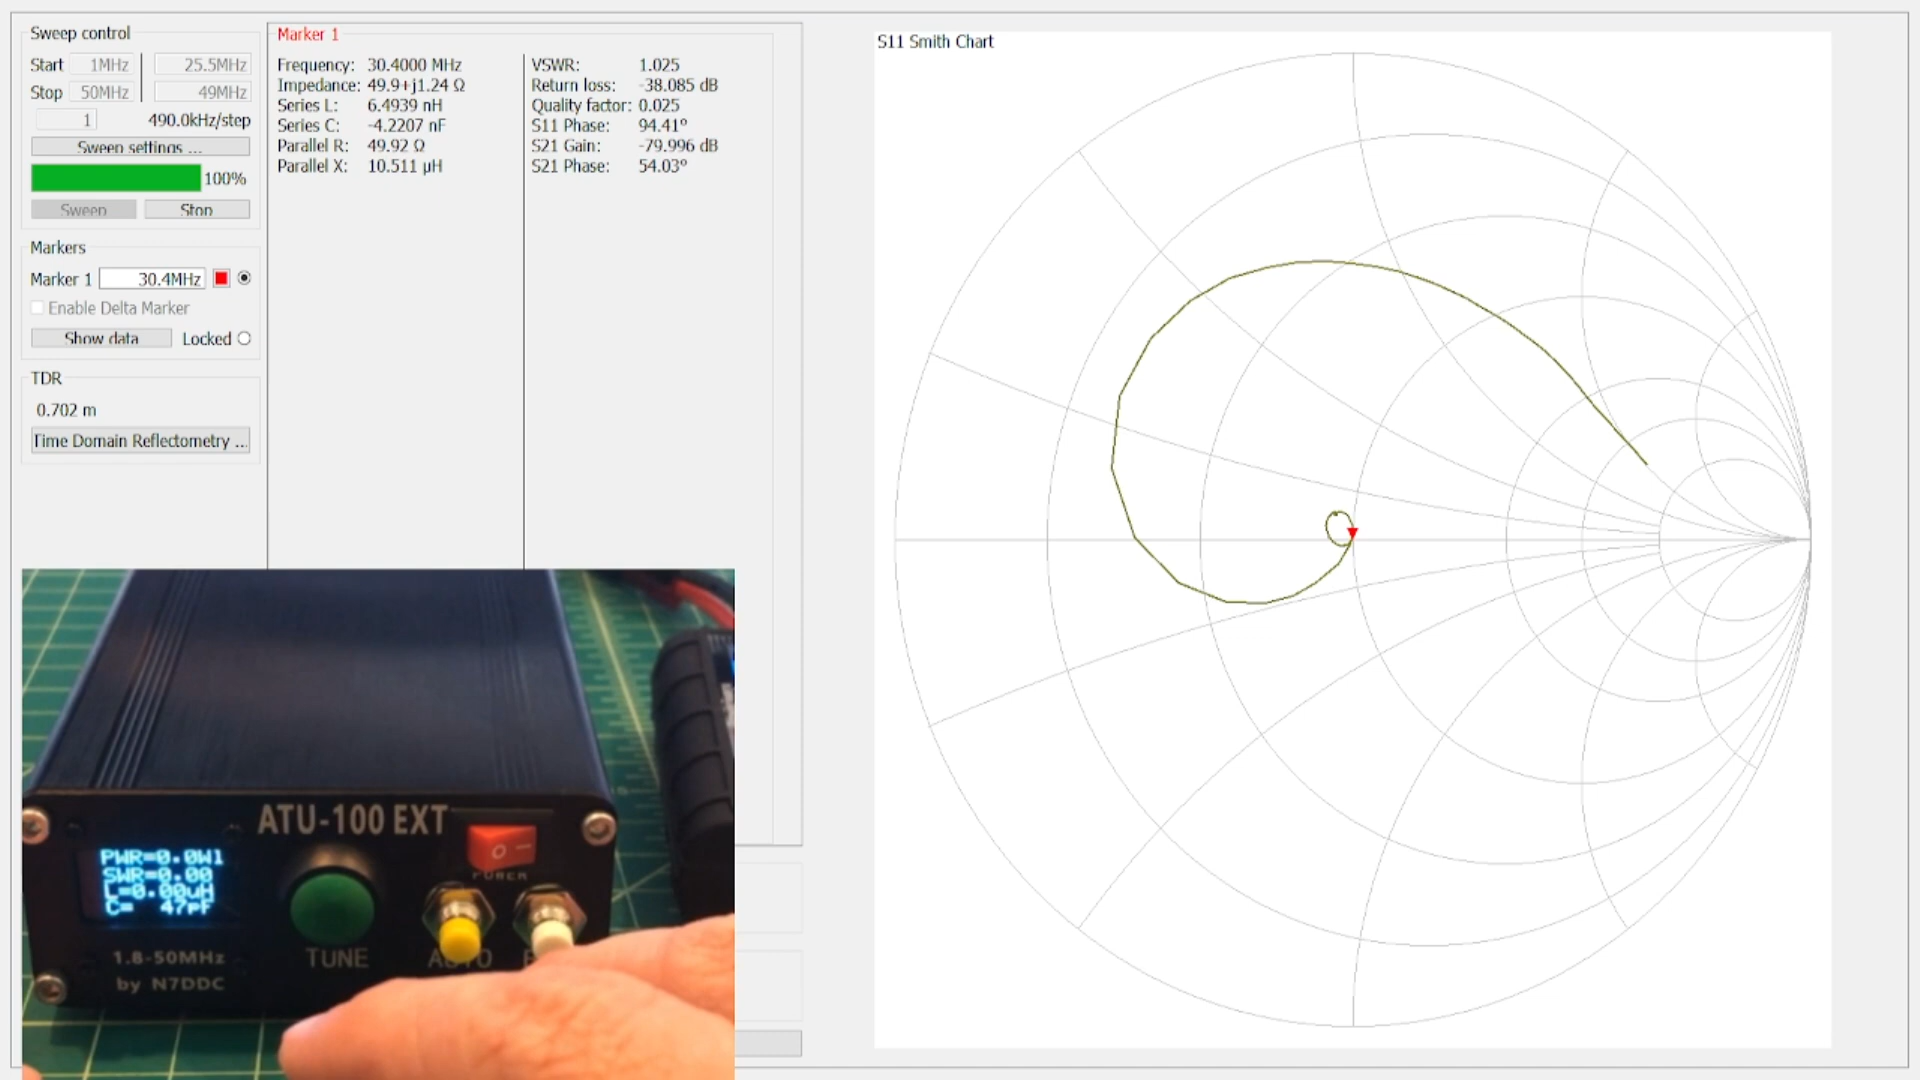 Sweep control
Start 1MHz 25.5MHz
Stop 50MHz 49MHz
1 490.0kHz/step
Sweep settings ...
100%
Sweep Stop
Markers
Marker 1 30.4MHz
Enable Delta Marker
Show data Locked
TDR
0.702 m
Time Domain Reflectometry ...
Marker 1
Frequency: 30.4000 MHz
Impedance: 49.9+j1.24 Ω
Series L: 6.4939 nH
Series C: -4.2207 nF
Parallel R: 49.92 Ω
Parallel X: 10.511 µH
VSWR: 1.025
Return loss: -38.085 dB
Quality factor: 0.025
S11 Phase: 94.41°
S21 Gain: -79.996 dB
S21 Phase: 54.03°
S11 Smith Chart
ATU-100 EXT
PWR=0.0W
SWR=0.00
L=0.00uH
C= 47pF
POWER
TUNE
AUTO
1.8-50MHz
by N7DDC